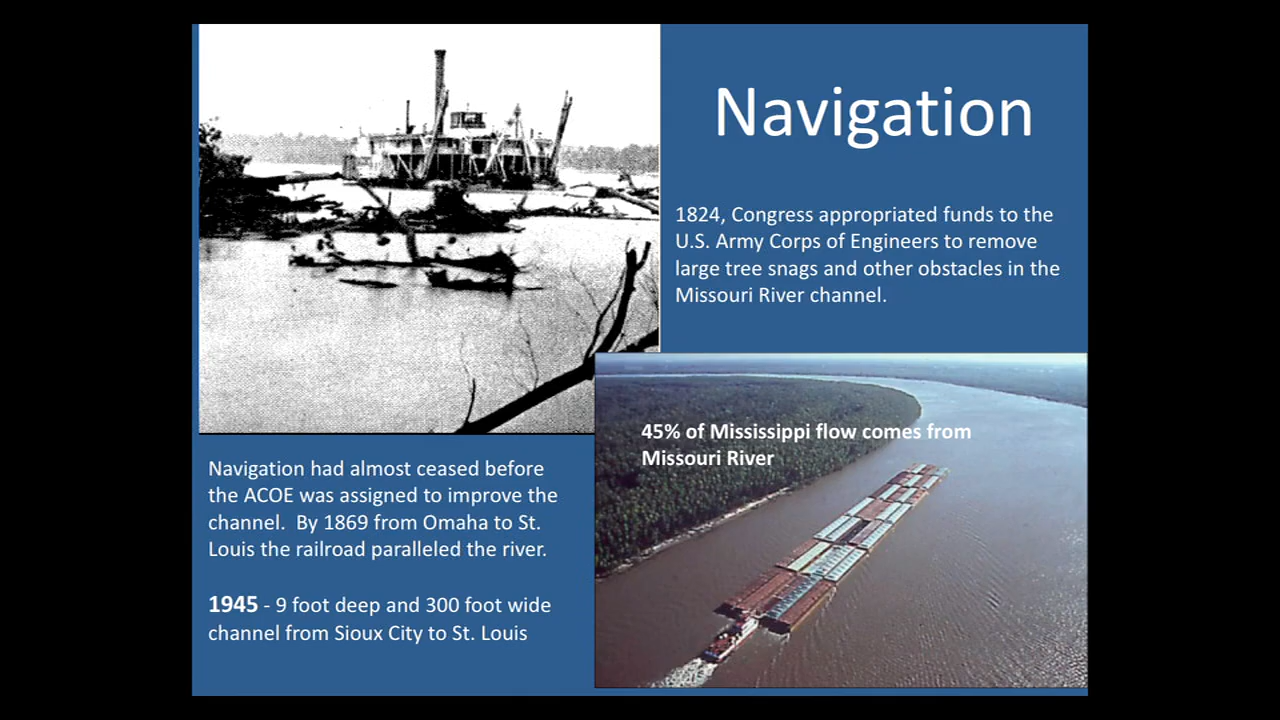 Navigation
1824, Congress appropriated funds to the
U.S. Army Corps of Engineers to remove
large tree snags and other obstacles in the
Missouri River channel.
45% of Mississippi flow comes from
Missouri River
Navigation had almost ceased before
the ACOE was assigned to improve the
channel.  By 1869 from Omaha to St.
Louis the railroad paralleled the river.
1945 - 9 foot deep and 300 foot wide
channel from Sioux City to St. Louis